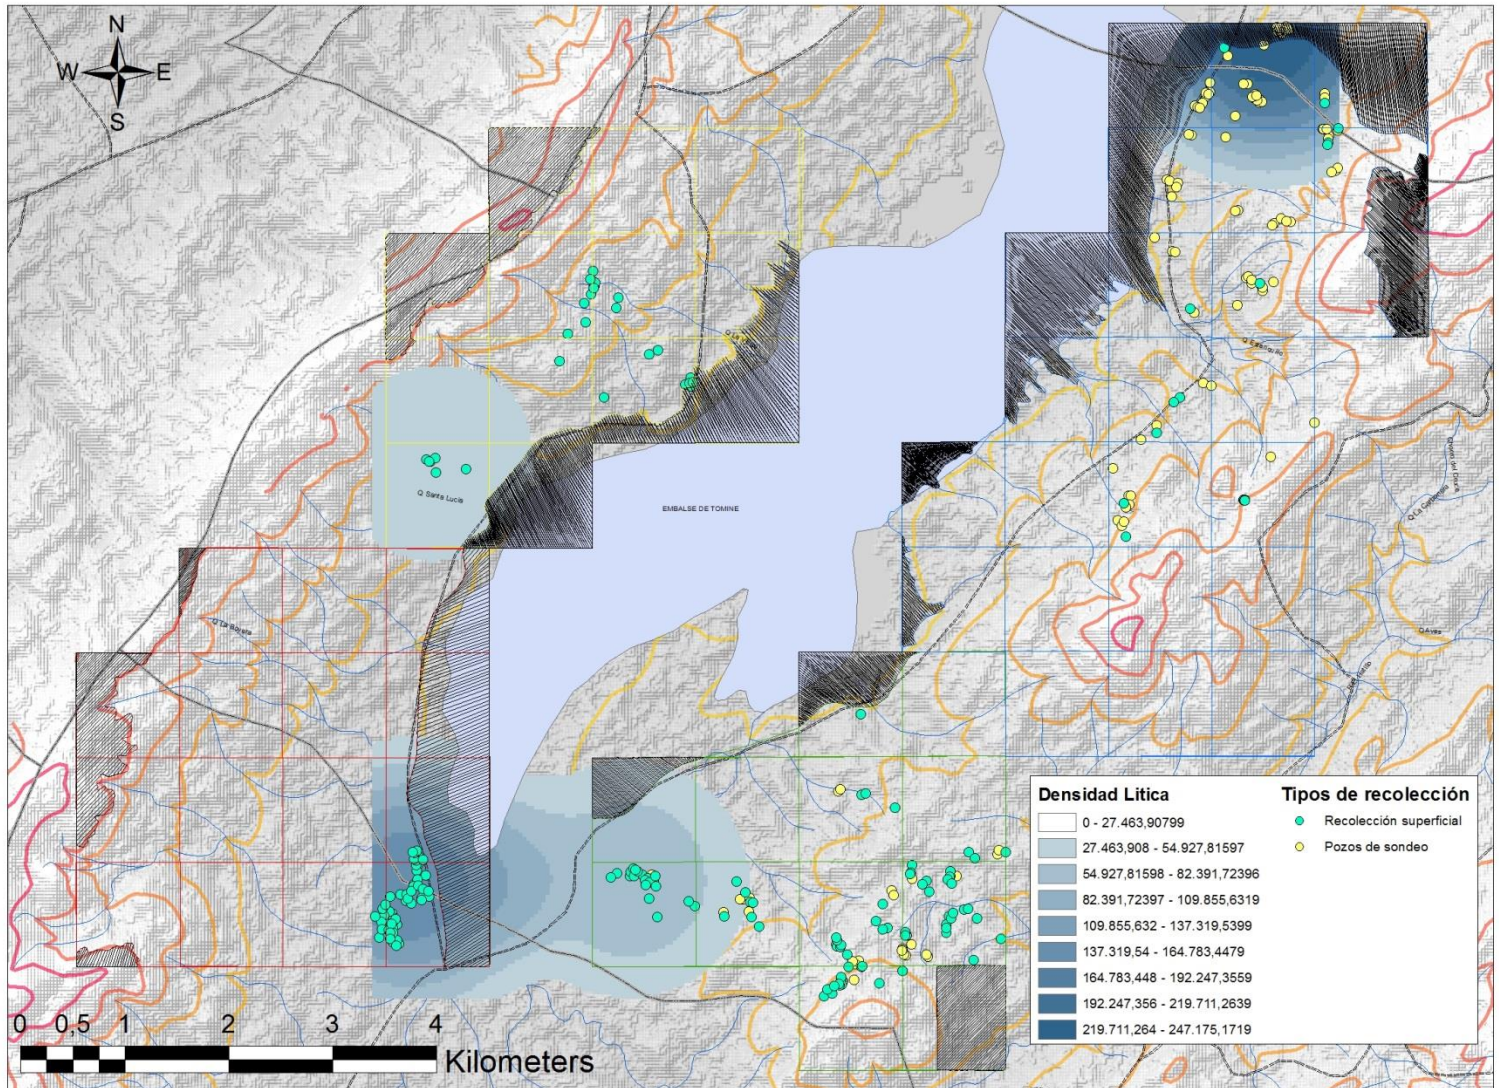 N
W E
S
Q Santa Lucia
EMBALSE DE TOMINE
Q La Carbonera
Q Aves
Densidad Litica
0 - 27.463,90799
27.463,908 - 54.927,81597
54.927,81598 - 82.391,72396
82.391,72397 - 109.855,6319
109.855,632 - 137.319,5399
137.319,54 - 164.783,4479
164.783,448 - 192.247,3559
192.247,356 - 219.711,2639
219.711,264 - 247.175,1719
Tipos de recolección
Recolección superficial
Pozos de sondeo
0 0,5 1 2 3 4
Kilometers